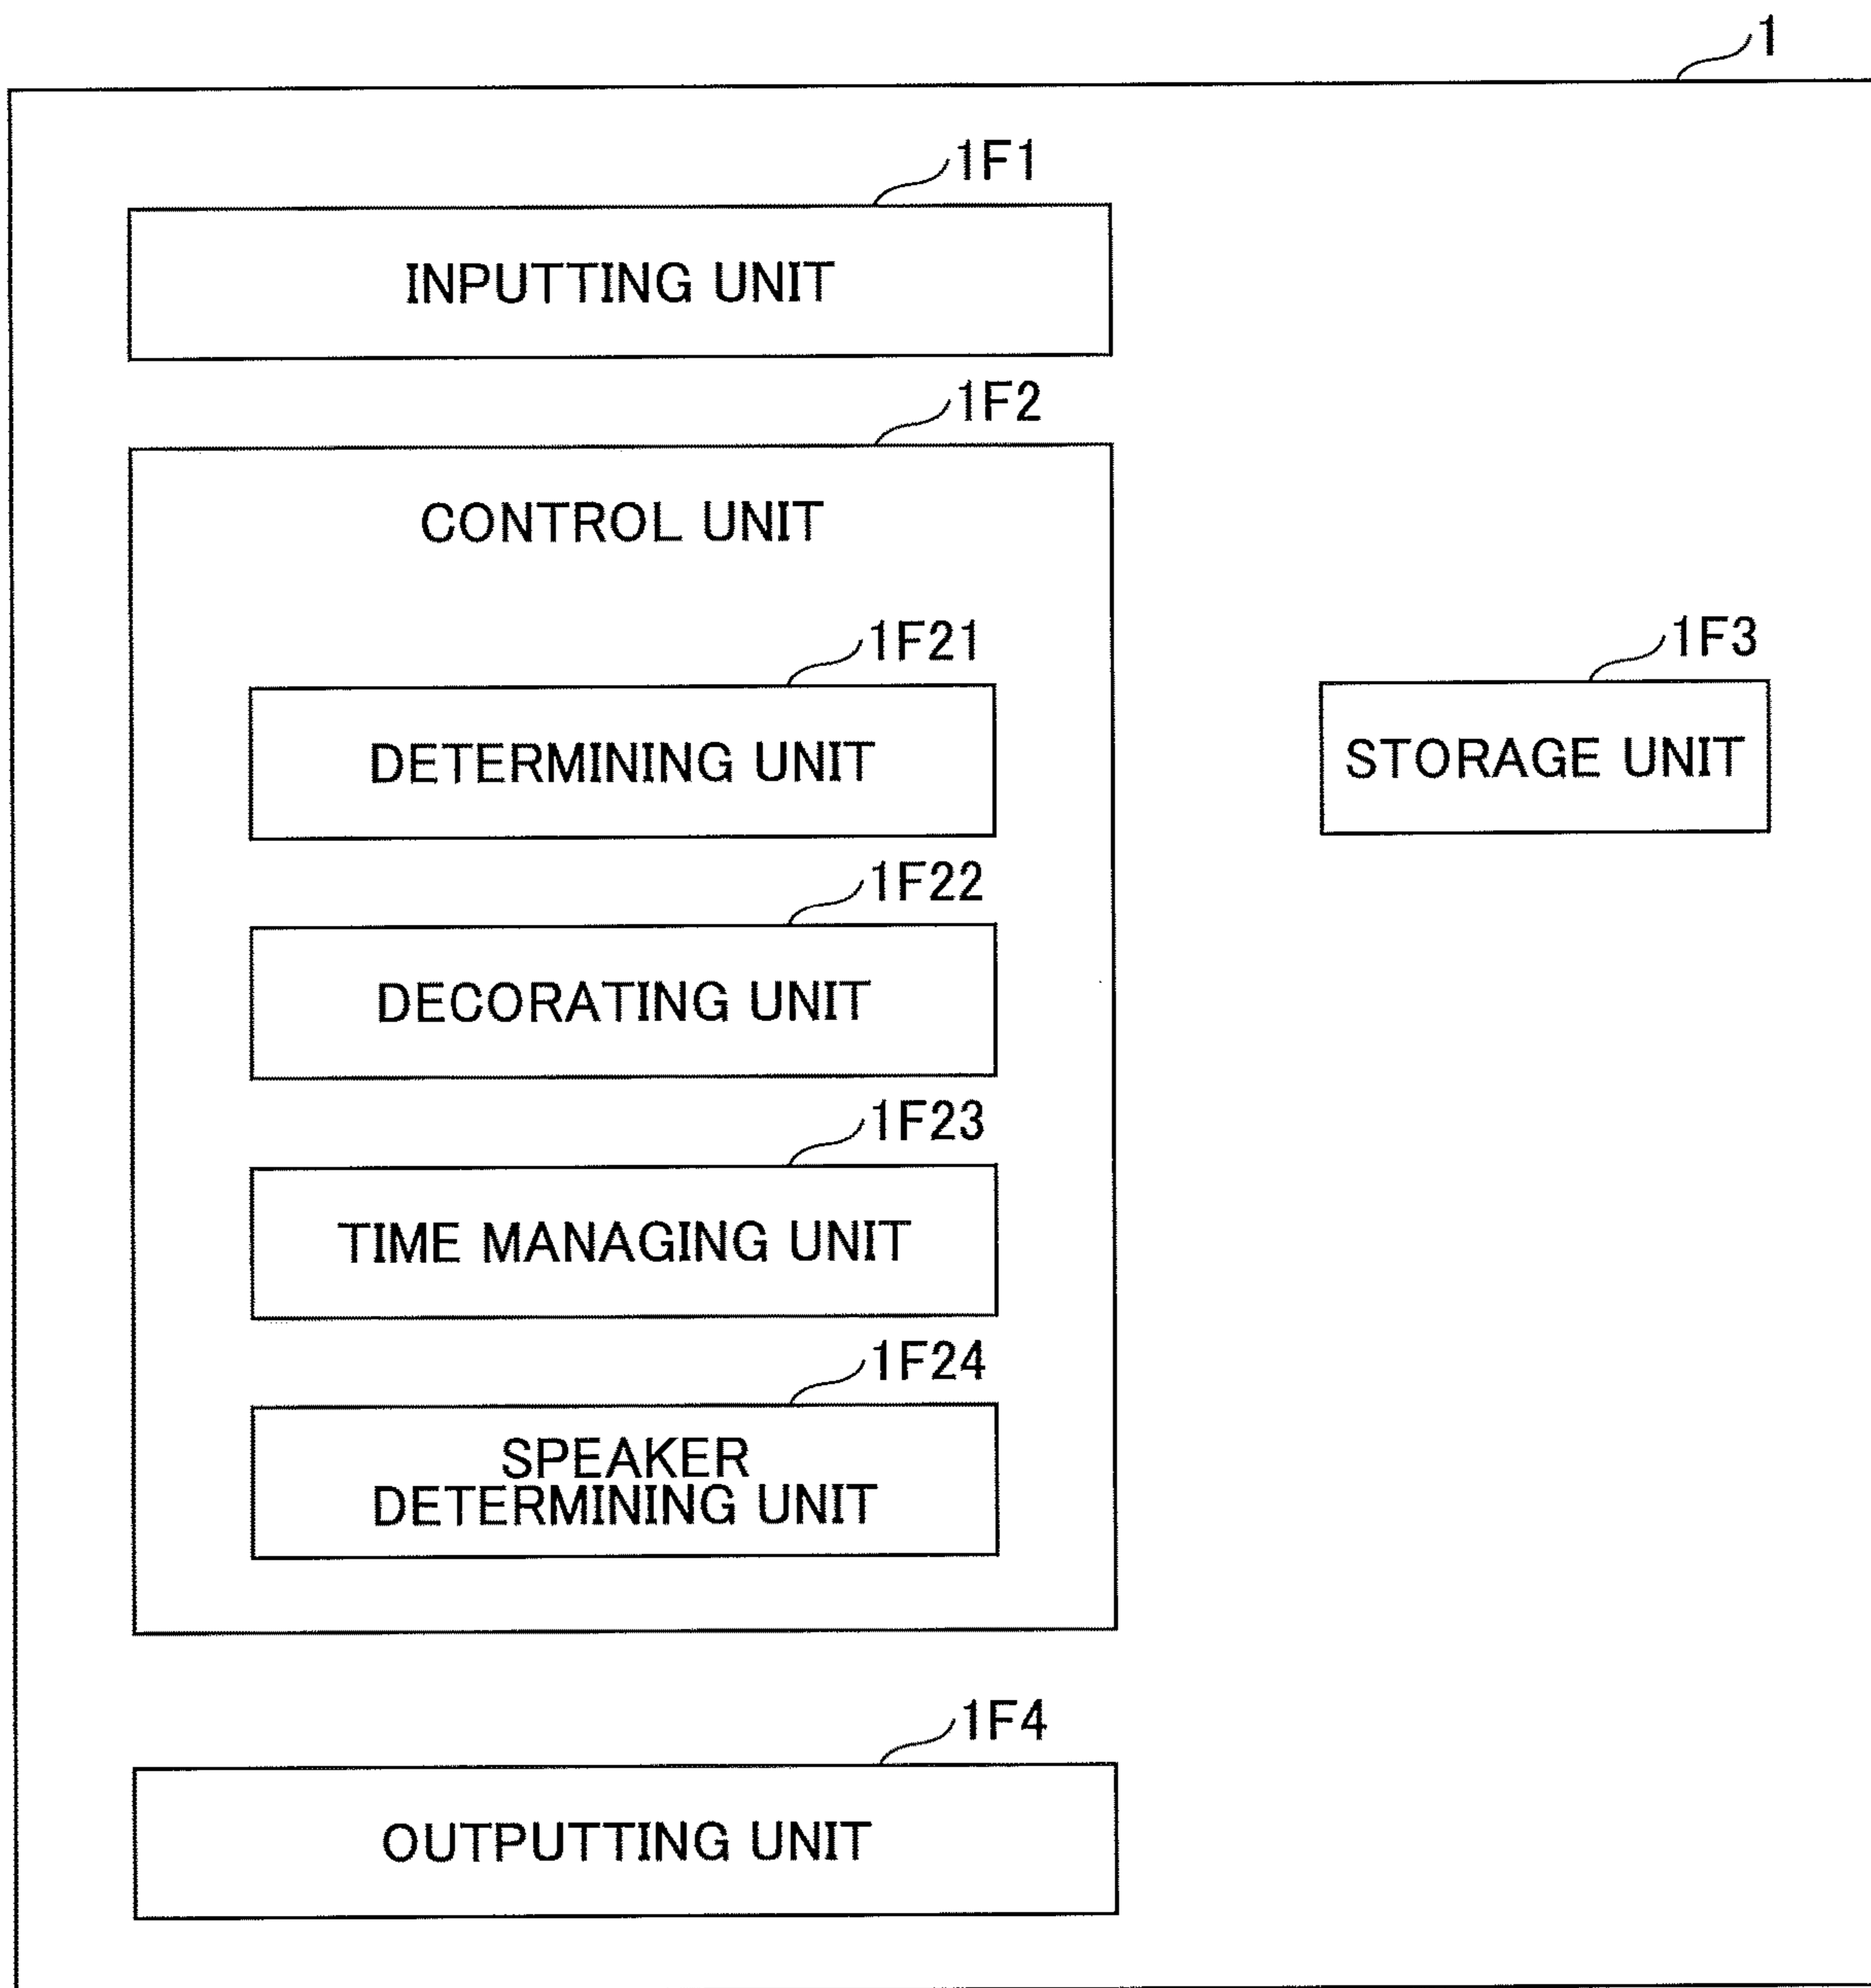 1
1F1
INPUTTING UNIT
1F2
CONTROL UNIT
1F21
DETERMINING UNIT
1F3
STORAGE UNIT
1F22
DECORATING UNIT
1F23
TIME MANAGING UNIT
1F24
SPEAKER
DETERMINING UNIT
1F4
OUTPUTTING UNIT